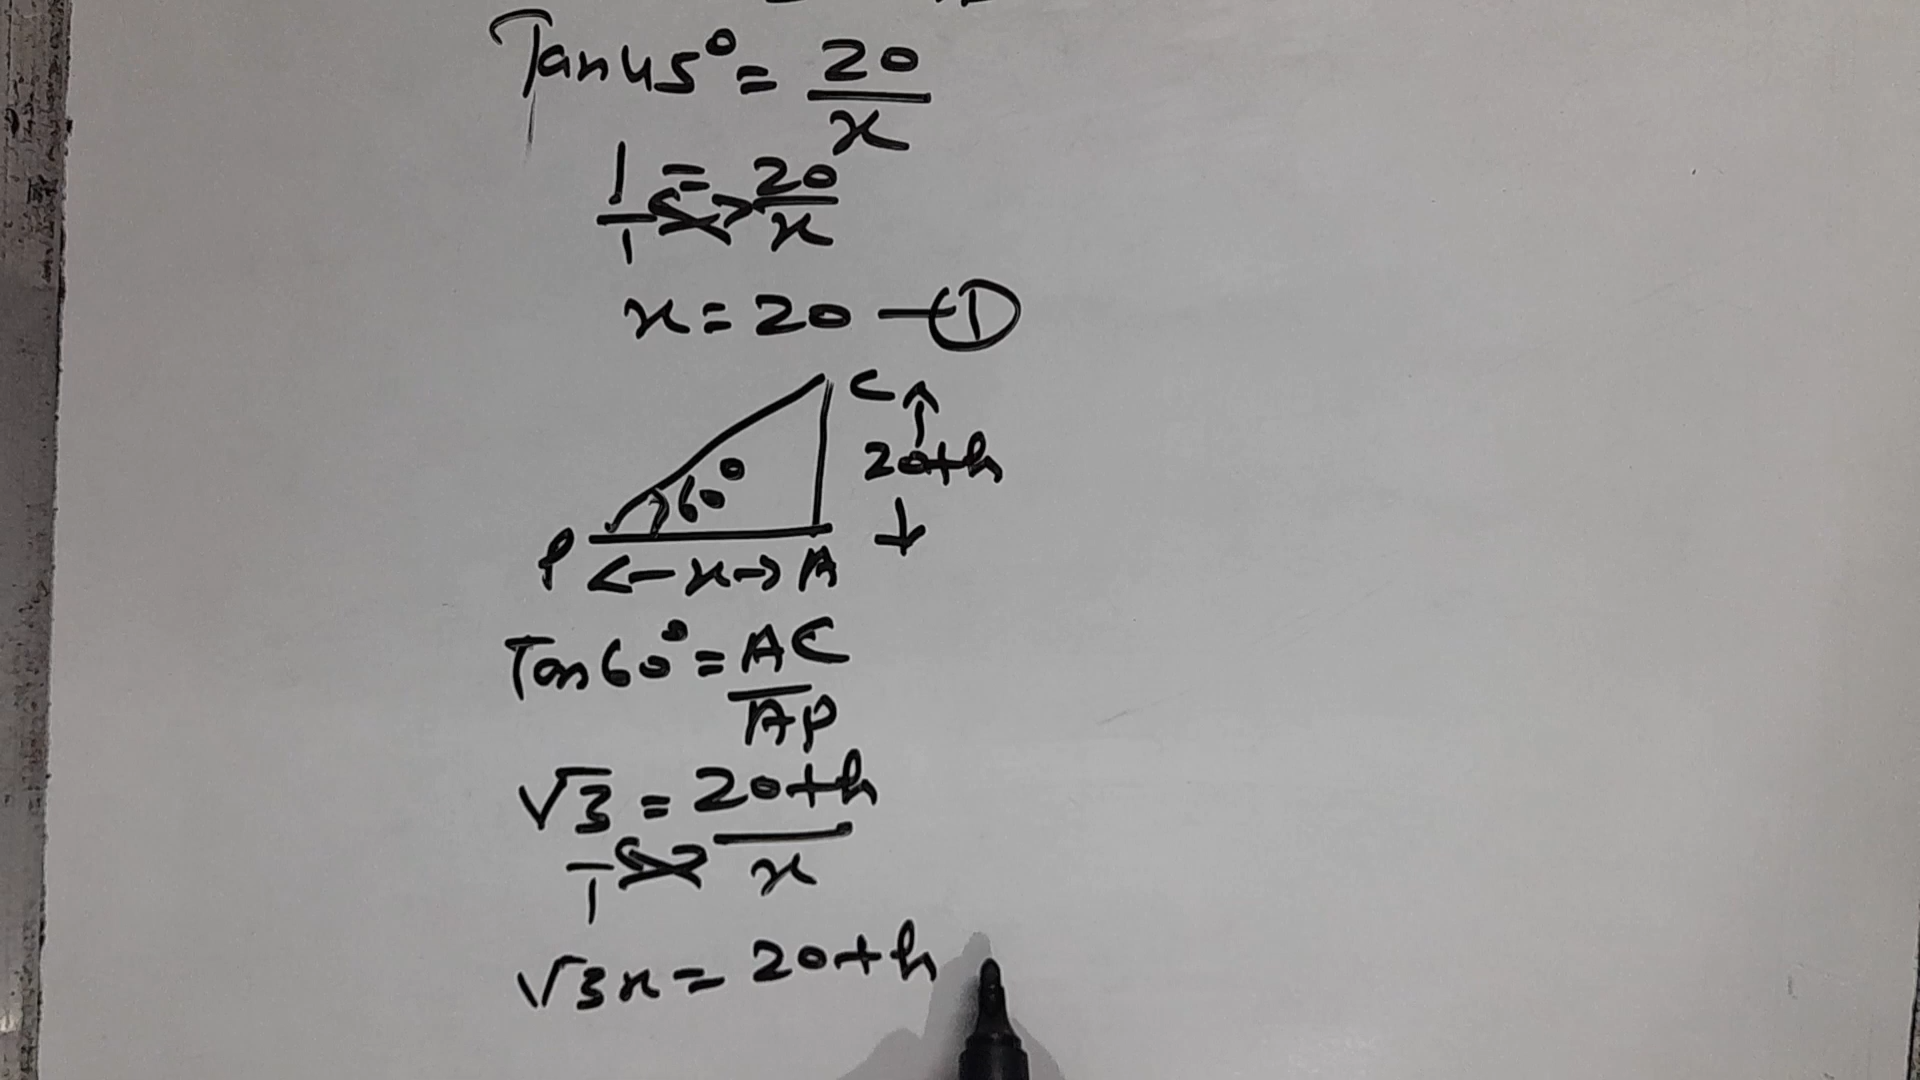 Tan45° = 20/x
1/1 = 20/x
x = 20 —①
C
20+h
60°
P <—x—> A
Tan60° = AC/AP
√3/1 = 20+h/x
√3x = 20+h